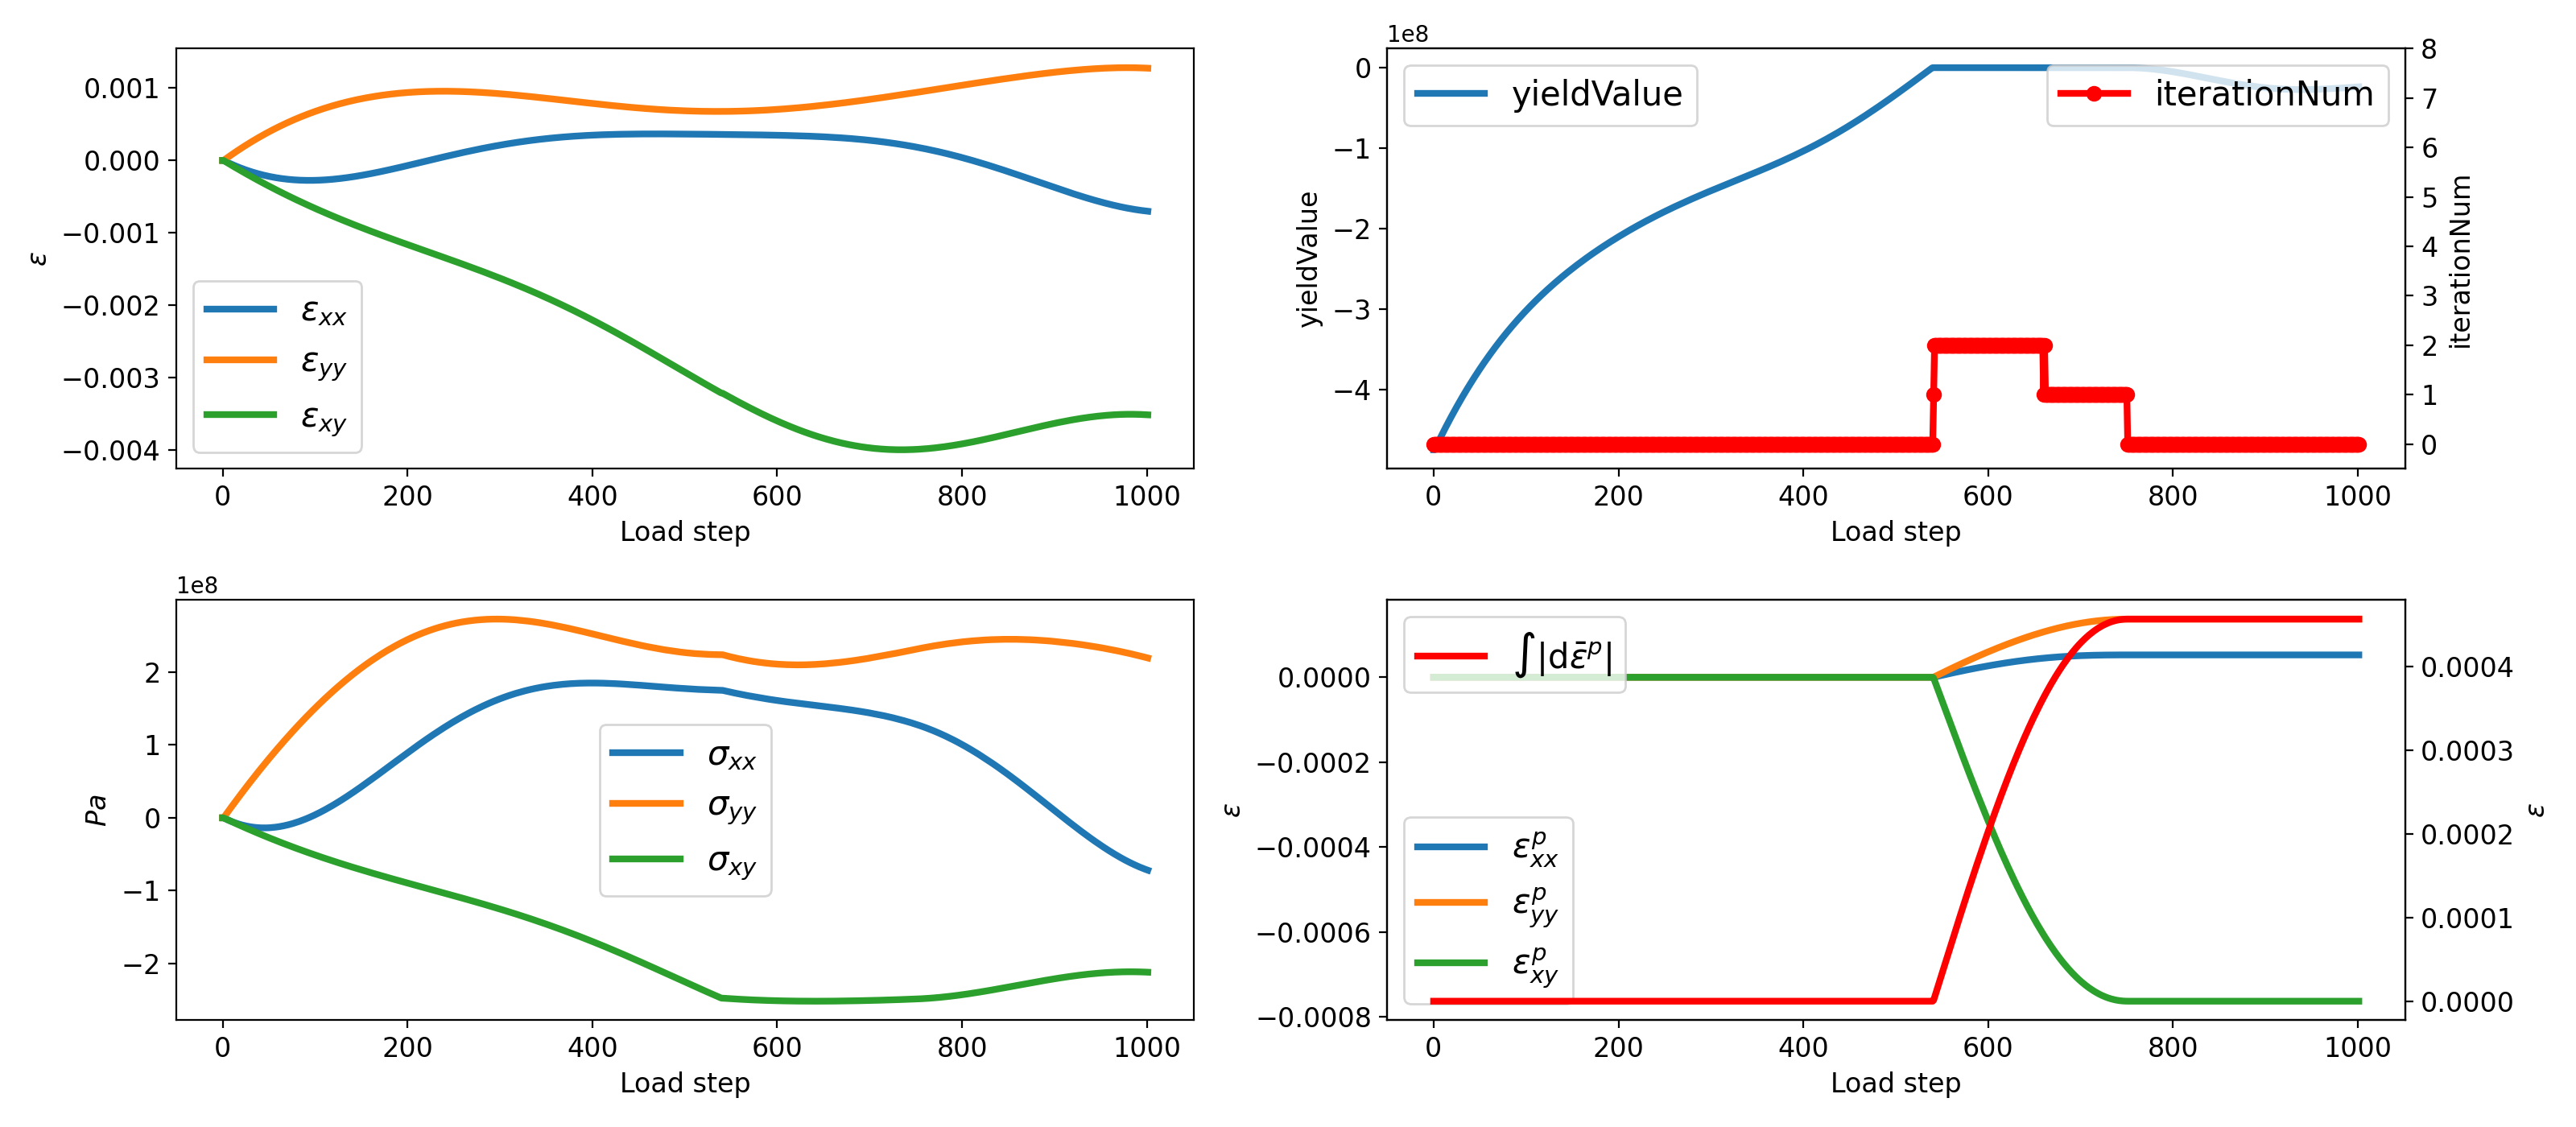 0.001
0.000
−0.001
−0.002
−0.003
−0.004
ε
ε_xx
ε_yy
ε_xy
0 200 400 600 800 1000
Load step
1e8
0
−1
−2
−3
−4
yieldValue
yieldValue
iterationNum
8
7
6
5
4
3
2
1
0
iterationNum
0 200 400 600 800 1000
Load step
1e8
2
1
0
−1
−2
Pa
σ_xx
σ_yy
σ_xy
0 200 400 600 800 1000
Load step
0.0000
−0.0002
−0.0004
−0.0006
−0.0008
ε
∫|dε̄^p|
ε^p_xx
ε^p_yy
ε^p_xy
0.0004
0.0003
0.0002
0.0001
0.0000
ε
0 200 400 600 800 1000
Load step